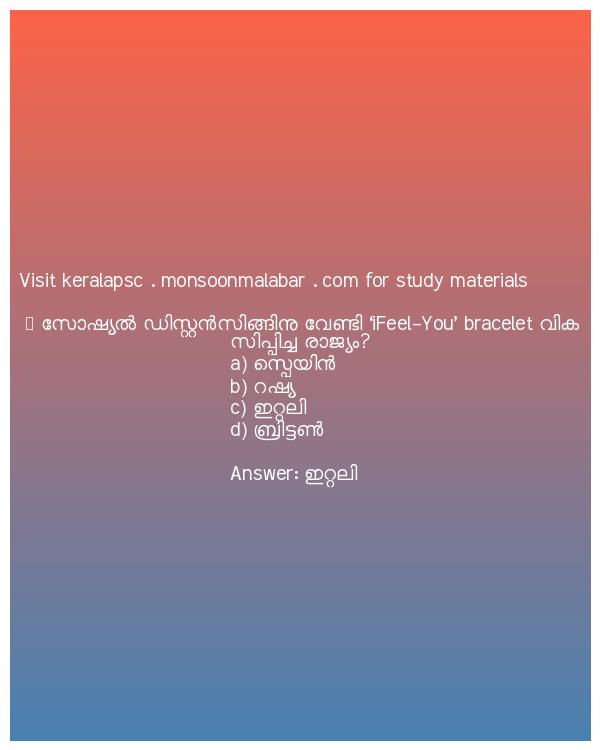 Visit keralapsc . monsoonmalabar . com for study materials
സോഷ്യൽ ഡിസ്റ്റൻസിങ്ങിനു വേണ്ടി ‘iFeel-You’ bracelet വിക
സിപ്പിച്ച രാജ്യം?
a) സ്പെയിൻ
b) റഷ്യ
c) ഇറ്റലി
d) ബ്രിട്ടൺ
Answer: ഇറ്റലി